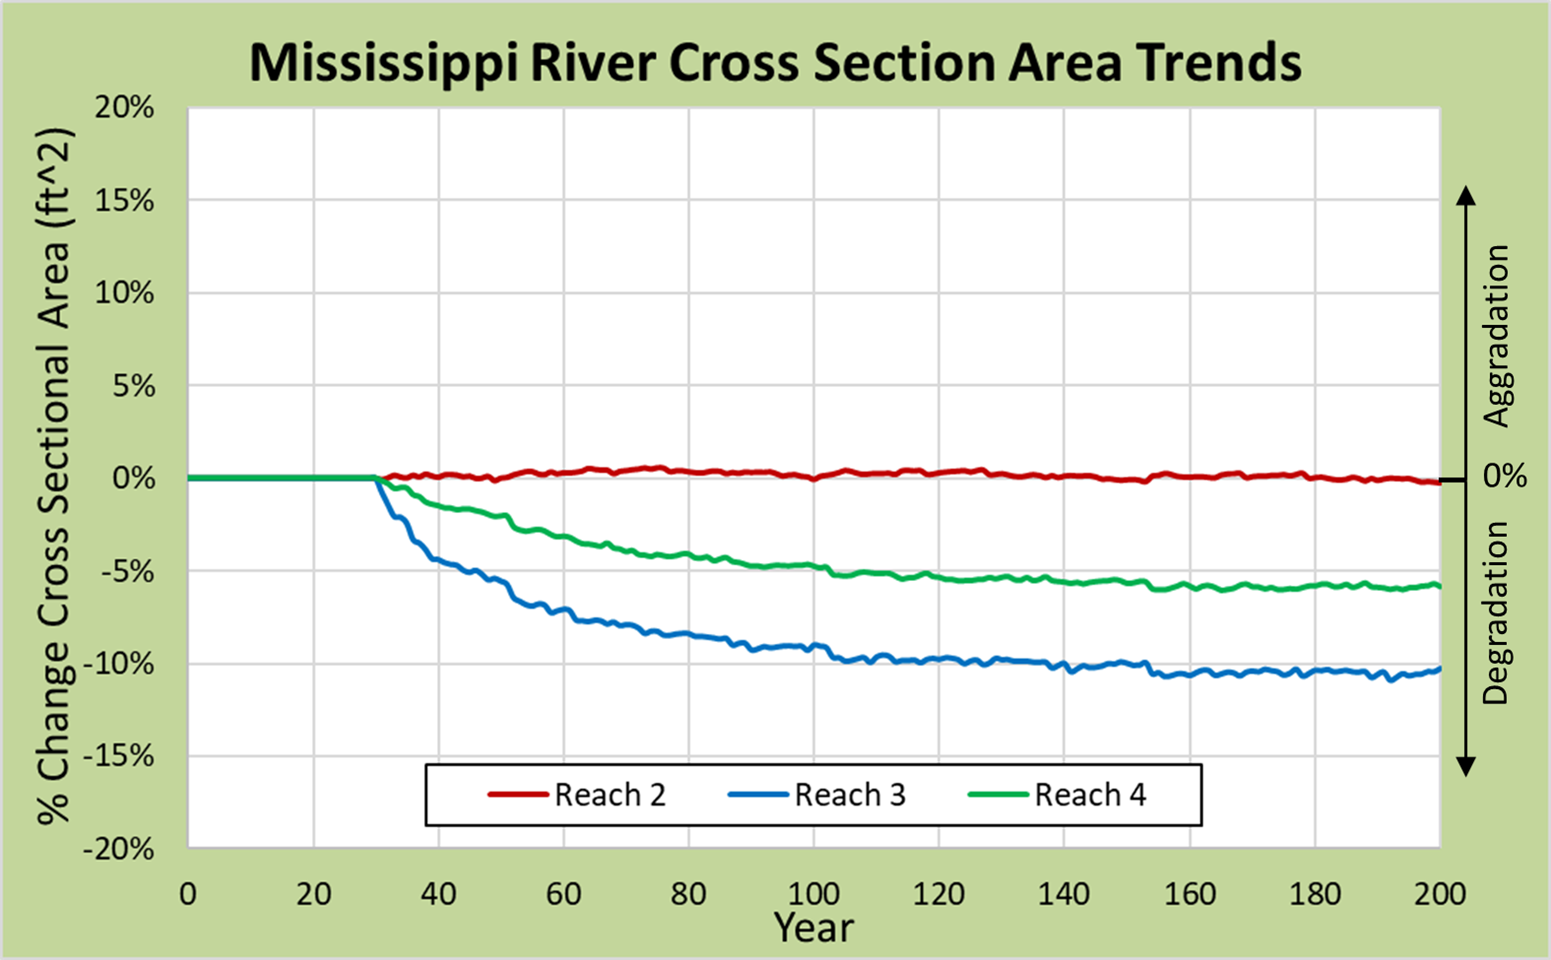 Mississippi River Cross Section Area Trends
% Change Cross Sectional Area (ft^2)
20%
15%
10%
5%
0%
-5%
-10%
-15%
-20%
0 20 40 60 80 100 120 140 160 180 200
Year
Reach 2 Reach 3 Reach 4
Aggradation
0%
Degradation